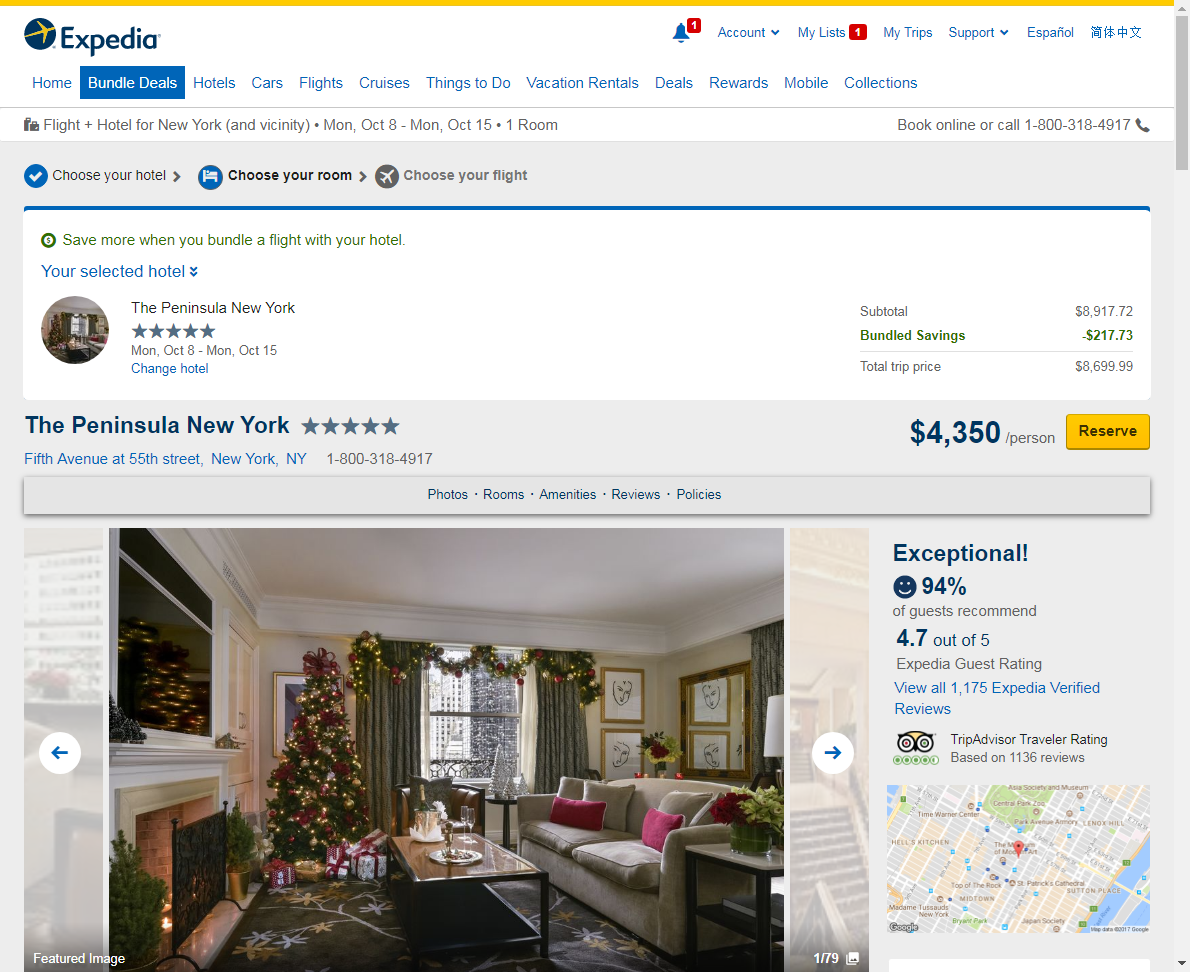 Expedia
1
Account
My Lists 1
My Trips
Support
Español
简体中文
Home
Bundle Deals
Hotels
Cars
Flights
Cruises
Things to Do
Vacation Rentals
Deals
Rewards
Mobile
Collections
Flight + Hotel for New York (and vicinity) • Mon, Oct 8 - Mon, Oct 15 • 1 Room
Book online or call 1-800-318-4917
Choose your hotel
Choose your room
Choose your flight
Save more when you bundle a flight with your hotel.
Your selected hotel
The Peninsula New York
Mon, Oct 8 - Mon, Oct 15
Change hotel
Subtotal $8,917.72
Bundled Savings -$217.73
Total trip price $8,699.99
The Peninsula New York
$4,350 /person
Reserve
Fifth Avenue at 55th street, New York, NY 1-800-318-4917
Photos · Rooms · Amenities · Reviews · Policies
Featured Image
1/79
Exceptional!
94%
of guests recommend
4.7 out of 5
Expedia Guest Rating
View all 1,175 Expedia Verified
Reviews
TripAdvisor Traveler Rating
Based on 1136 reviews
Asia Society and Museum
Central Park Zoo
Time Warner Center
Park Avenue Armory
LENOX HILL
HELL'S KITCHEN
The Museum
of Modern Art
Top of The Rock
St. Patrick's Cathedral
SUTTON PLACE
MIDTOWN
Madame Tussauds
New York
Bryant Park
Japan Society
East River
Google
Map data ©2017 Google